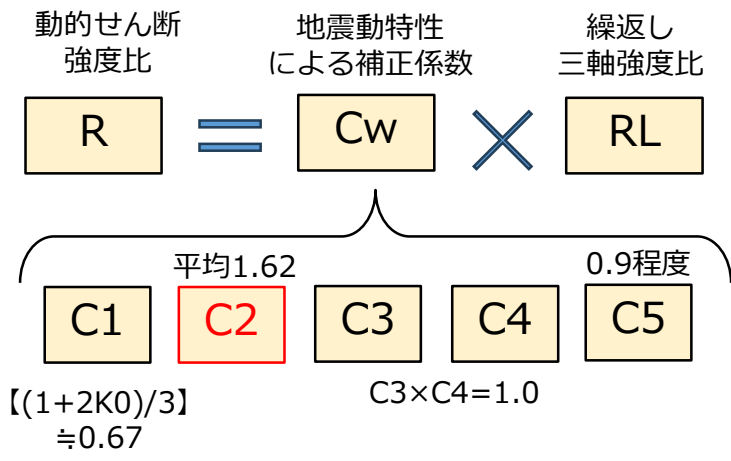 動的せん断
強度比
地震動特性
による補正係数
繰返し
三軸強度比
R
=
Cw
×
RL
平均1.62
0.9程度
C1
C2
C3
C4
C5
【(1+2K0)/3】
≒0.67
C3×C4=1.0